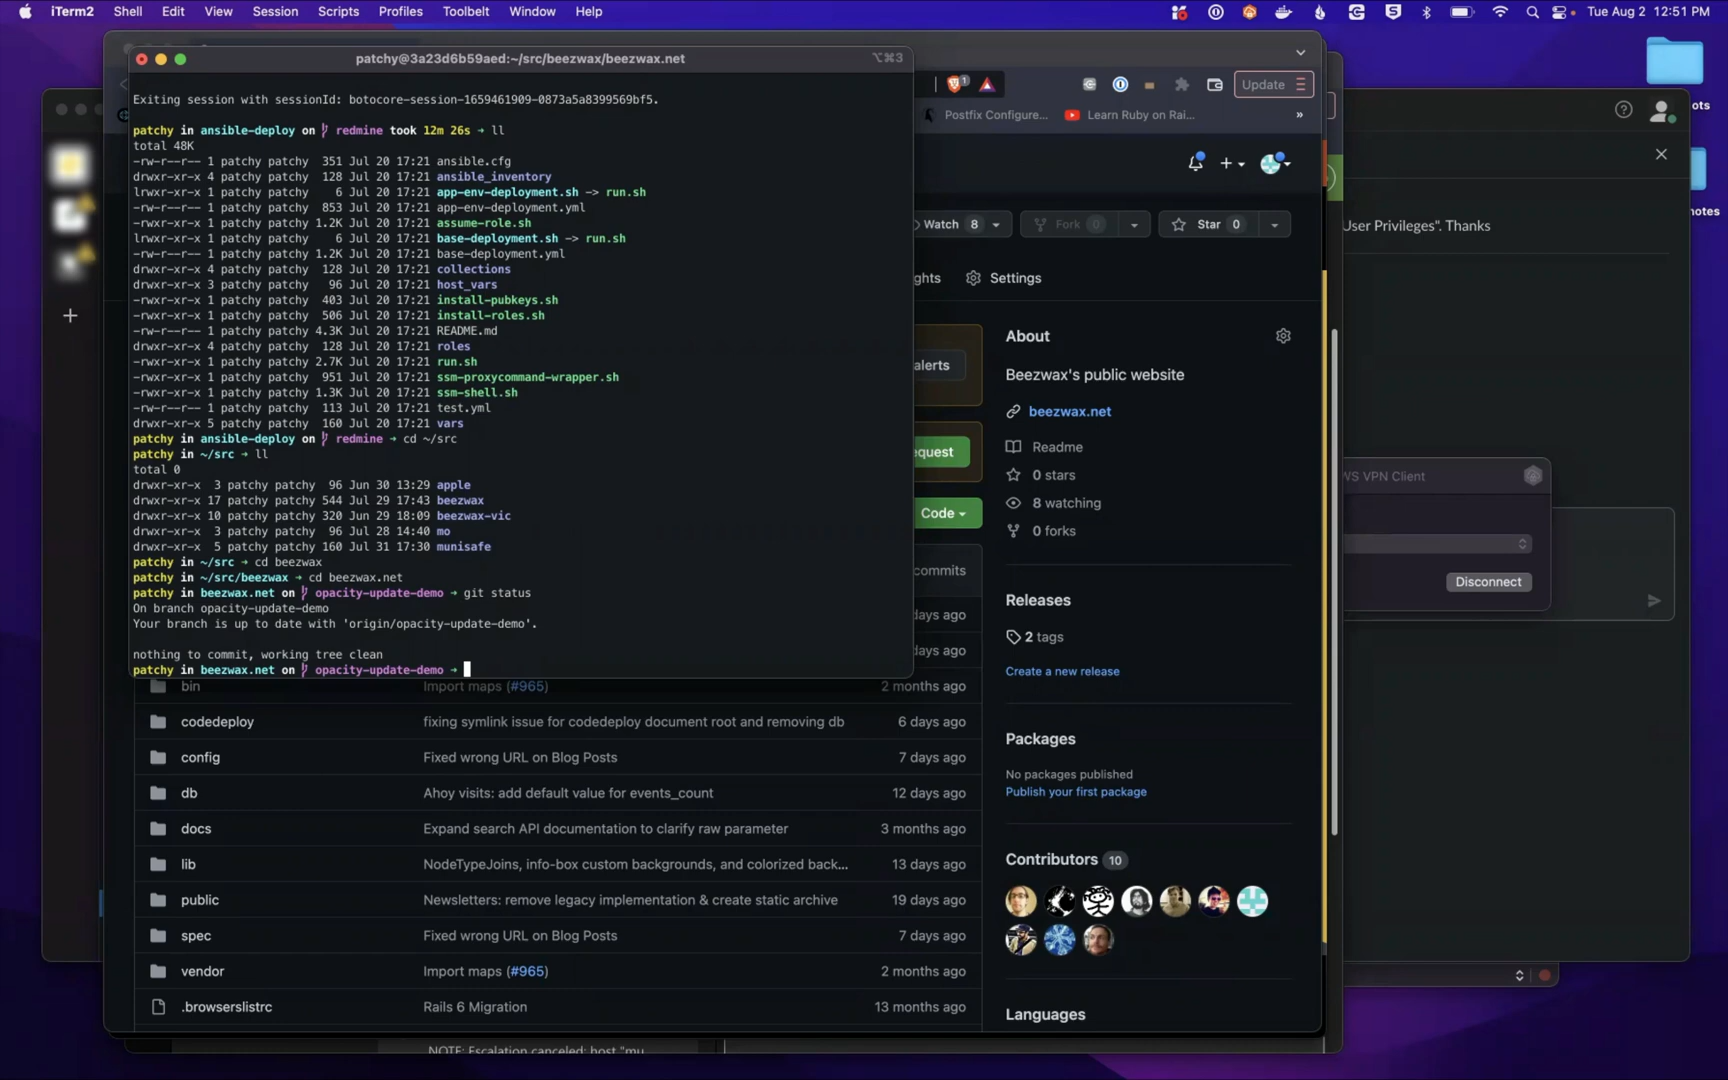 iTerm2 Shell Edit View Session Scripts Profiles Toolbelt Window Help Tue Aug 2 12:51 PM
patchy@3a23d6b59aed:~/src/beezwax/beezwax.net ⌥⌘3
Exiting session with sessionId: botocore-session-1659461909-0873a5a8399569bf5.
patchy in ansible-deploy on redmine took 12m 26s → ll
total 48K
-rw-r--r-- 1 patchy patchy 351 Jul 20 17:21 ansible.cfg
drwxr-xr-x 4 patchy patchy 128 Jul 20 17:21 ansible_inventory
lrwxr-xr-x 1 patchy patchy 6 Jul 20 17:21 app-env-deployment.sh -> run.sh
-rw-r--r-- 1 patchy patchy 853 Jul 20 17:21 app-env-deployment.yml
-rwxr-xr-x 1 patchy patchy 1.2K Jul 20 17:21 assume-role.sh
lrwxr-xr-x 1 patchy patchy 6 Jul 20 17:21 base-deployment.sh -> run.sh
-rw-r--r-- 1 patchy patchy 1.2K Jul 20 17:21 base-deployment.yml
drwxr-xr-x 4 patchy patchy 128 Jul 20 17:21 collections
drwxr-xr-x 3 patchy patchy 96 Jul 20 17:21 host_vars
-rwxr-xr-x 1 patchy patchy 403 Jul 20 17:21 install-pubkeys.sh
-rwxr-xr-x 1 patchy patchy 506 Jul 20 17:21 install-roles.sh
-rw-r--r-- 1 patchy patchy 4.3K Jul 20 17:21 README.md
drwxr-xr-x 4 patchy patchy 128 Jul 20 17:21 roles
-rwxr-xr-x 1 patchy patchy 2.7K Jul 20 17:21 run.sh
-rwxr-xr-x 1 patchy patchy 951 Jul 20 17:21 ssm-proxycommand-wrapper.sh
-rwxr-xr-x 1 patchy patchy 1.3K Jul 20 17:21 ssm-shell.sh
-rw-r--r-- 1 patchy patchy 113 Jul 20 17:21 test.yml
drwxr-xr-x 5 patchy patchy 160 Jul 20 17:21 vars
patchy in ansible-deploy on redmine → cd ~/src
patchy in ~/src → ll
total 0
drwxr-xr-x 3 patchy patchy 96 Jun 30 13:29 apple
drwxr-xr-x 17 patchy patchy 544 Jul 29 17:43 beezwax
drwxr-xr-x 10 patchy patchy 320 Jun 29 18:09 beezwax-vic
drwxr-xr-x 3 patchy patchy 96 Jul 28 14:40 mo
drwxr-xr-x 5 patchy patchy 160 Jul 31 17:30 munisafe
patchy in ~/src → cd beezwax
patchy in ~/src/beezwax → cd beezwax.net
patchy in beezwax.net on opacity-update-demo → git status
On branch opacity-update-demo
Your branch is up to date with 'origin/opacity-update-demo'.
nothing to commit, working tree clean
patchy in beezwax.net on opacity-update-demo →
bin Import maps (#965) 2 months ago
codedeploy fixing symlink issue for codedeploy document root and removing db 6 days ago
config Fixed wrong URL on Blog Posts 7 days ago
db Ahoy visits: add default value for events_count 12 days ago
docs Expand search API documentation to clarify raw parameter 3 months ago
lib NodeTypeJoins, info-box custom backgrounds, and colorized back... 13 days ago
public Newsletters: remove legacy implementation & create static archive 19 days ago
spec Fixed wrong URL on Blog Posts 7 days ago
vendor Import maps (#965) 2 months ago
.browserslistrc Rails 6 Migration 13 months ago
NOTE: Escalation canceled: host "mu
1
Update
Postfix Configure...
Learn Ruby on Rai...
»
Watch 8
Fork 0
Star 0
ghts
Settings
alerts
equest
Code
commits
days ago
days ago
About
Beezwax's public website
beezwax.net
Readme
0 stars
8 watching
0 forks
Releases
2 tags
Create a new release
Packages
No packages published
Publish your first package
Contributors 10
Languages
User Privileges". Thanks
WS VPN Client
Disconnect
ots
notes